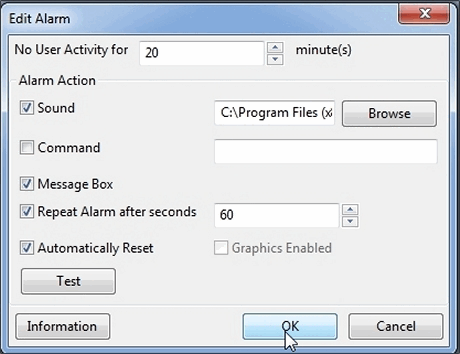 Edit Alarm
No User Activity for 20 minute(s)
Alarm Action
Sound C:\Program Files (x Browse
Command
Message Box
Repeat Alarm after seconds 60
Automatically Reset Graphics Enabled
Test
Information OK Cancel